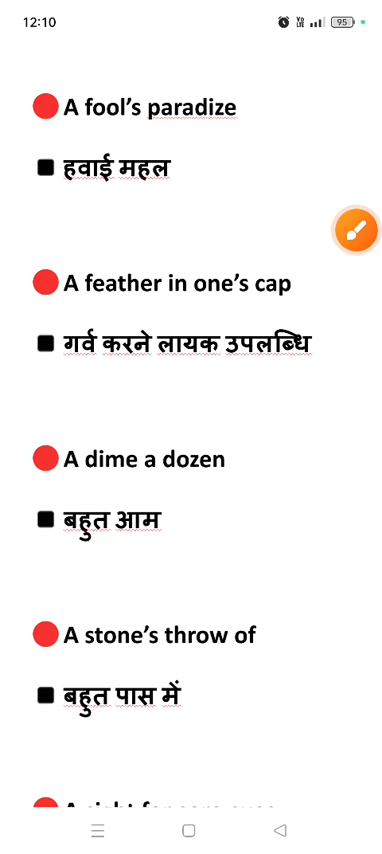 12:10
95
A fool's paradize
हवाई महल
A feather in one's cap
गर्व करने लायक उपलब्धि
A dime a dozen
बहुत आम
A stone's throw of
बहुत पास में